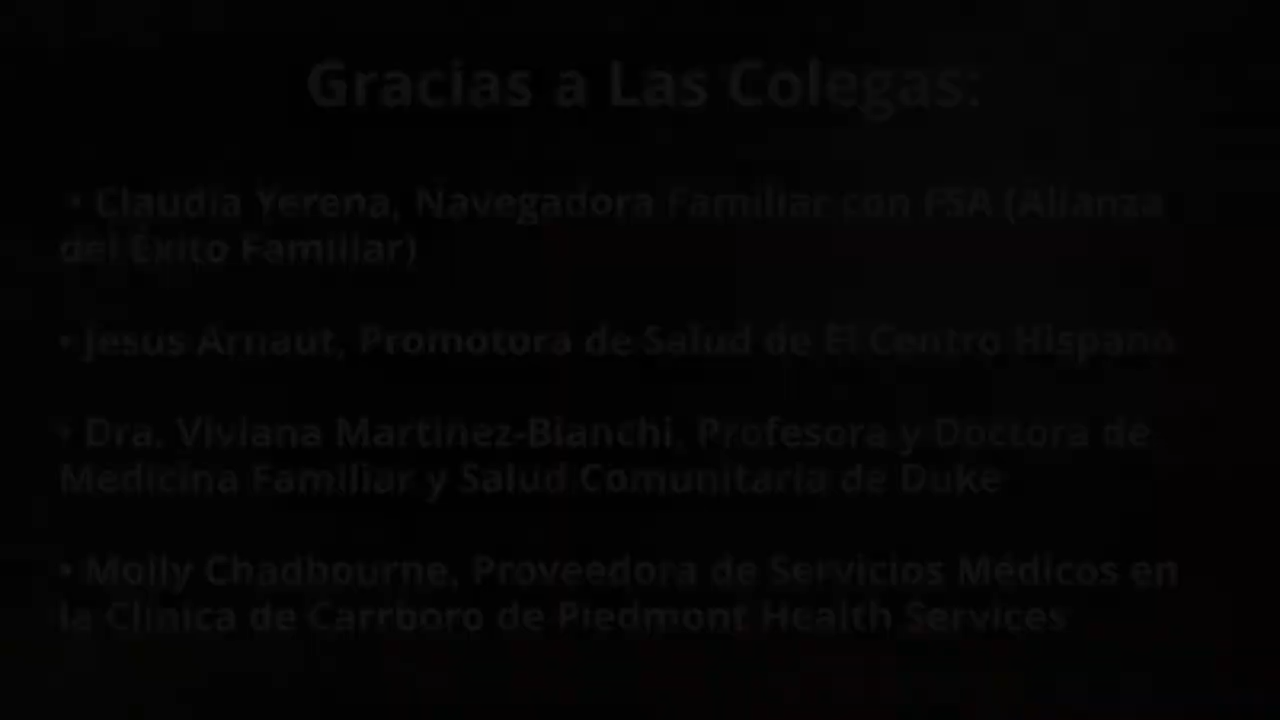 Gracias a Las Colegas:
• Claudia Yerena, Navegadora Familiar con FSA (Alianza
del Éxito Familiar)
• Jesus Arnaut, Promotora de Salud de El Centro Hispano
• Dra. Viviana Martinez-Bianchi, Profesora y Doctora de
Medicina Familiar y Salud Comunitaria de Duke
• Molly Chadbourne, Proveedora de Servicios Médicos en
la Clínica de Carrboro de Piedmont Health Services